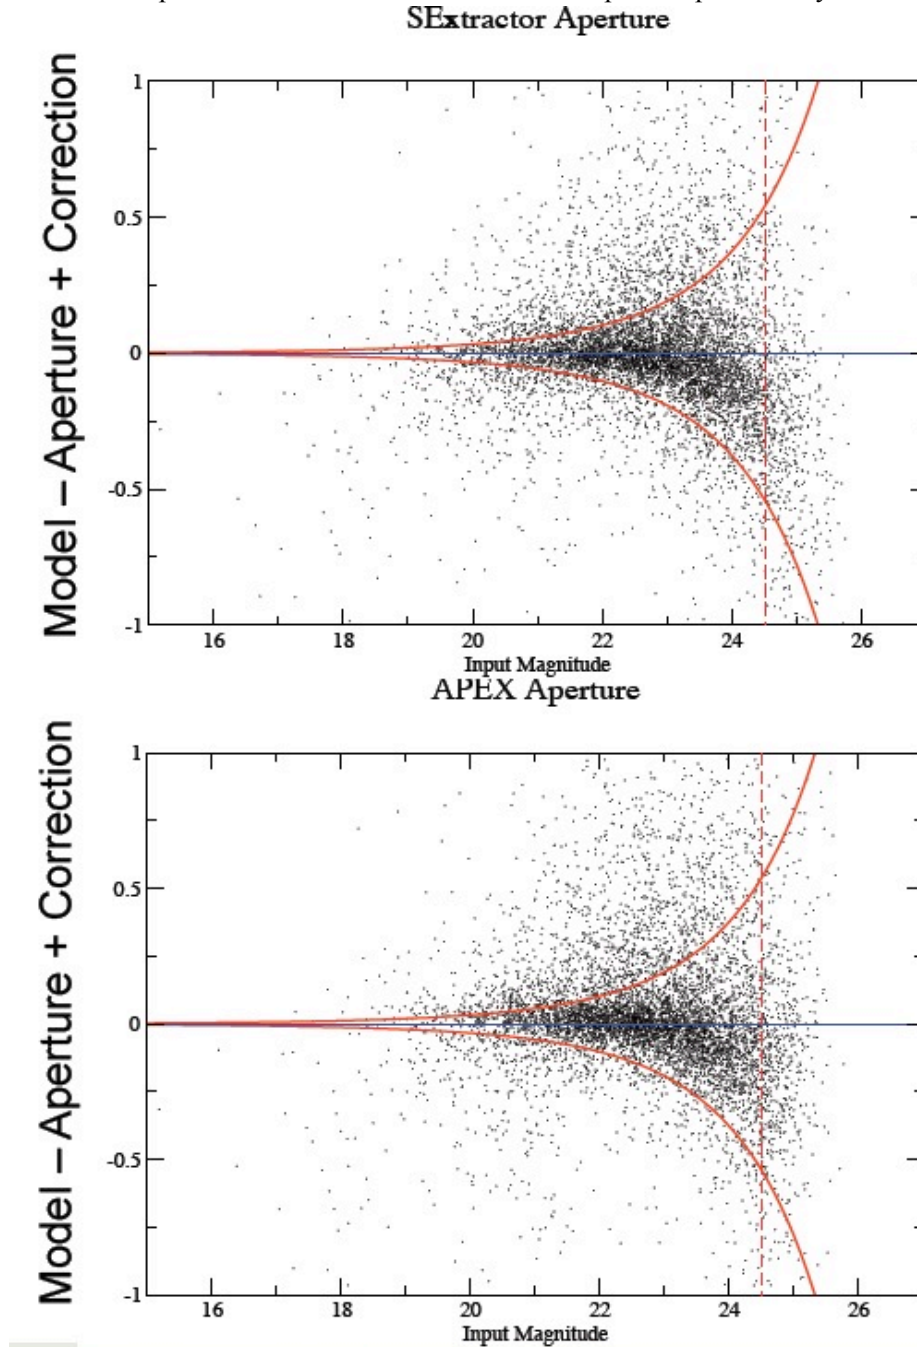 SExtractor Aperture
Model – Aperture + Correction
1
0.5
0
-0.5
-1
16 18 20 22 24 26
Input Magnitude
APEX Aperture
Model – Aperture + Correction
1
0.5
0
-0.5
-1
16 18 20 22 24 26
Input Magnitude